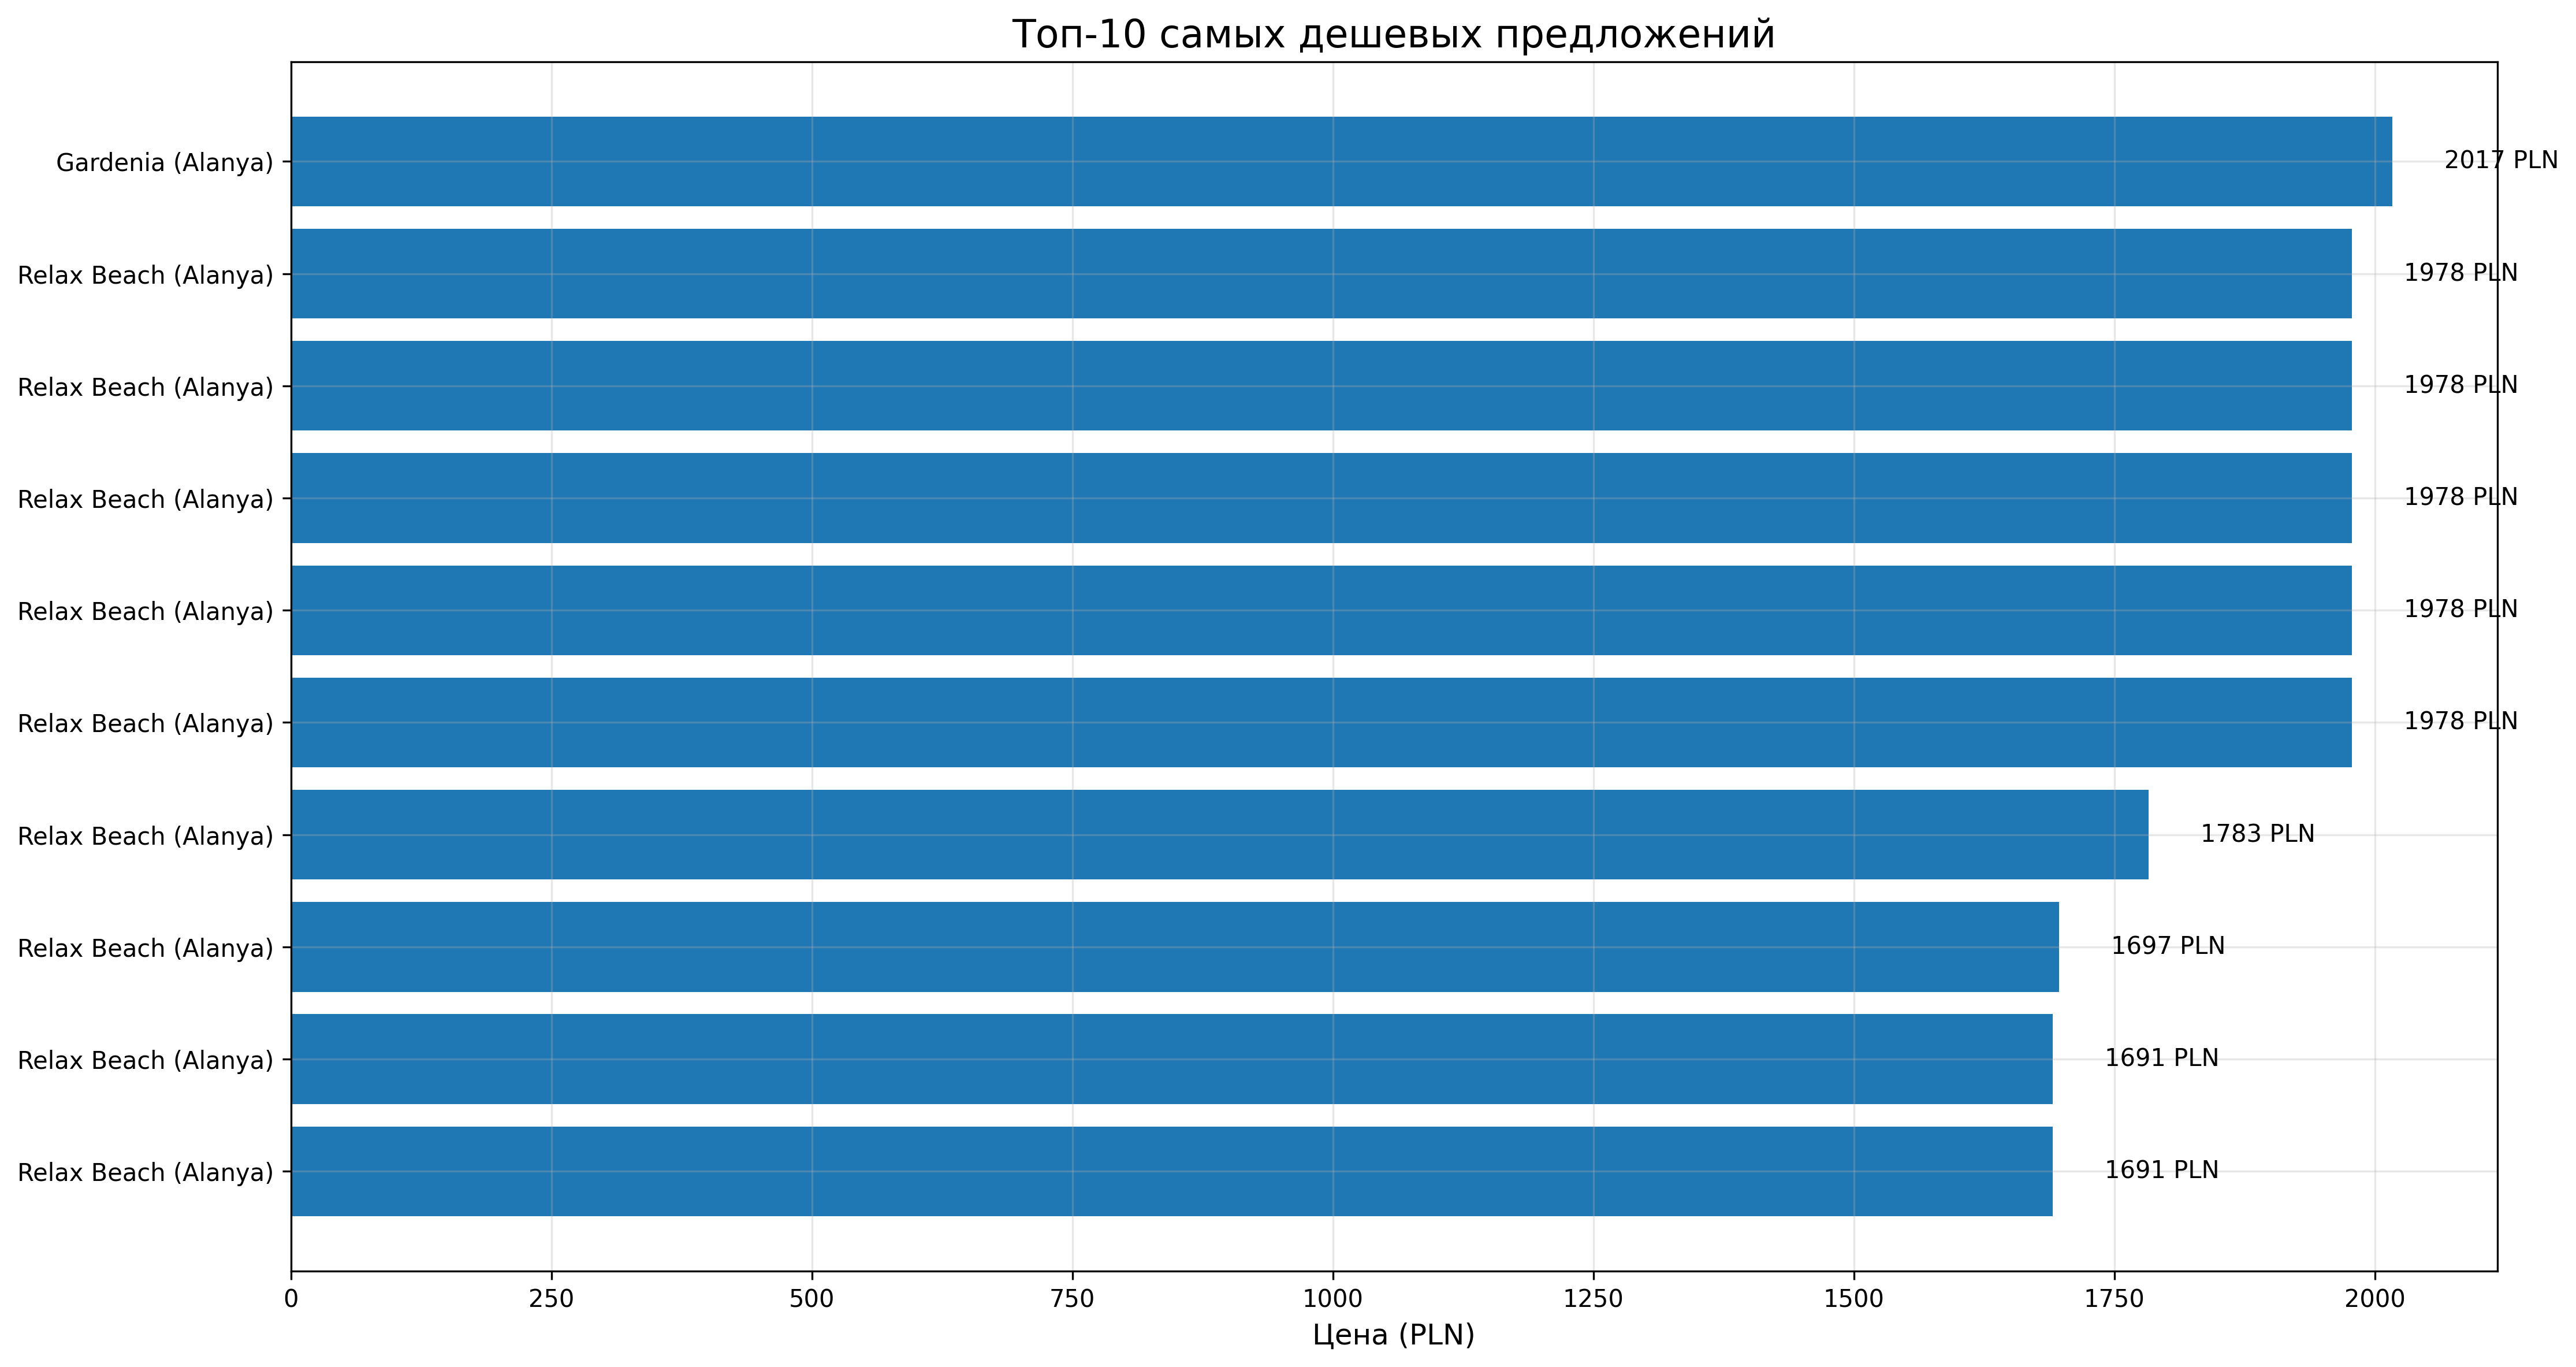 Топ-10 самых дешевых предложений
Gardenia (Alanya) 2017 PLN
Relax Beach (Alanya) 1978 PLN
Relax Beach (Alanya) 1978 PLN
Relax Beach (Alanya) 1978 PLN
Relax Beach (Alanya) 1978 PLN
Relax Beach (Alanya) 1978 PLN
Relax Beach (Alanya) 1783 PLN
Relax Beach (Alanya) 1697 PLN
Relax Beach (Alanya) 1691 PLN
Relax Beach (Alanya) 1691 PLN
0 250 500 750 1000 1250 1500 1750 2000
Цена (PLN)